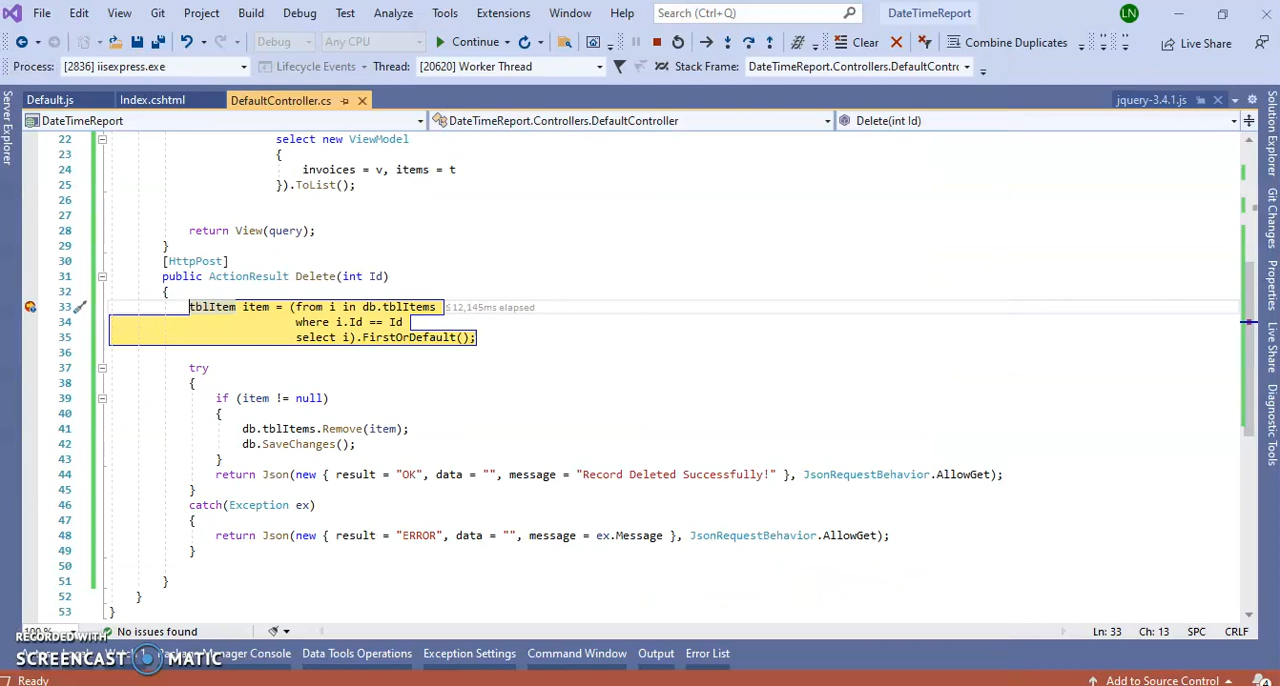 File Edit View Git Project Build Debug Test Analyze Tools Extensions Window Help Search (Ctrl+Q) DateTimeReport LN
Debug Any CPU Continue Clear Combine Duplicates Live Share
Process: [2836] iisexpress.exe Lifecycle Events Thread: [20620] Worker Thread Stack Frame: DateTimeReport.Controllers.DefaultContro
Default.js Index.cshtml DefaultController.cs jquery-3.4.1.js
DateTimeReport DateTimeReport.Controllers.DefaultController Delete(int Id)
Server Explorer
Solution Explorer
Git Changes
Properties
Live Share
Diagnostic Tools
22 select new ViewModel
23 {
24 invoices = v, items = t
25 }).ToList();
26
27
28 return View(query);
29 }
30 [HttpPost]
31 public ActionResult Delete(int Id)
32 {
33 tblItem item = (from i in db.tblItems ≤12,145ms elapsed
34 where i.Id == Id
35 select i).FirstOrDefault();
36
37 try
38 {
39 if (item != null)
40 {
41 db.tblItems.Remove(item);
42 db.SaveChanges();
43 }
44 return Json(new { result = "OK", data = "", message = "Record Deleted Successfully!" }, JsonRequestBehavior.AllowGet);
45 }
46 catch(Exception ex)
47 {
48 return Json(new { result = "ERROR", data = "", message = ex.Message }, JsonRequestBehavior.AllowGet);
49 }
50
51 }
52 }
53 }
No issues found Ln: 33 Ch: 13 SPC CRLF
RECORDED WITH
SCREENCAST MATIC
Manager Console Data Tools Operations Exception Settings Command Window Output Error List
Ready Add to Source Control 4